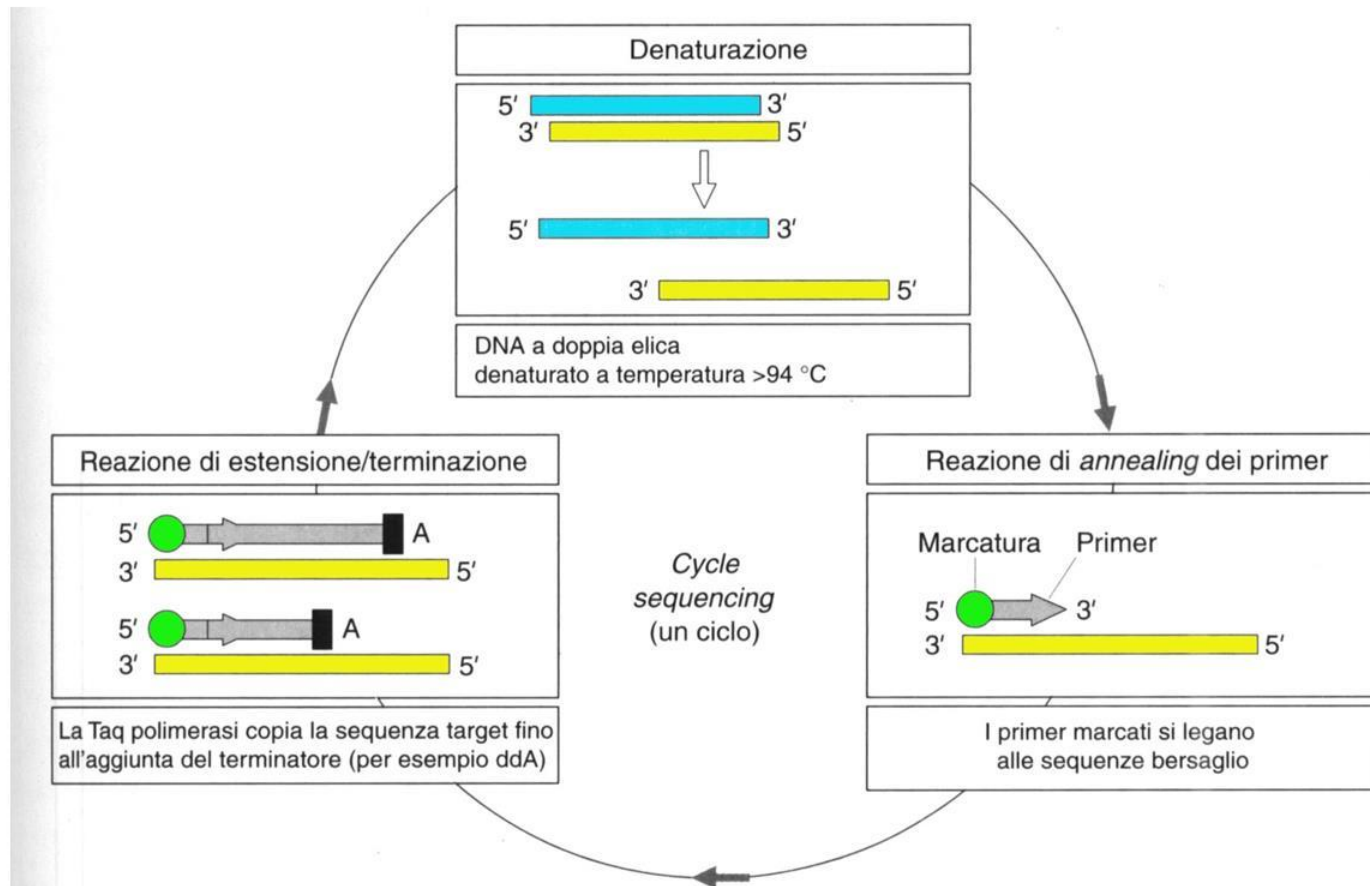 Denaturazione
5′ 3′
3′ 5′
5′ 3′
3′ 5′
DNA a doppia elica
denaturato a temperatura >94 °C
Reazione di annealing dei primer
Marcatura Primer
5′ 3′
3′ 5′
I primer marcati si legano
alle sequenze bersaglio
Reazione di estensione/terminazione
5′ A
3′ 5′
5′ A
3′ 5′
La Taq polimerasi copia la sequenza target fino
all'aggiunta del terminatore (per esempio ddA)
Cycle
sequencing
(un ciclo)